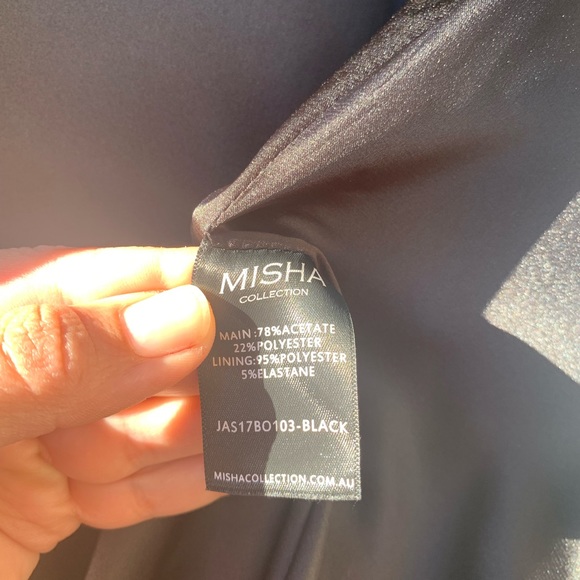 MISHA
COLLECTION
MAIN:78%ACETATE
22%POLYESTER
LINING:95%POLYESTER
5%ELASTANE
JAS17BO103-BLACK
MISHACOLLECTION.COM.AU